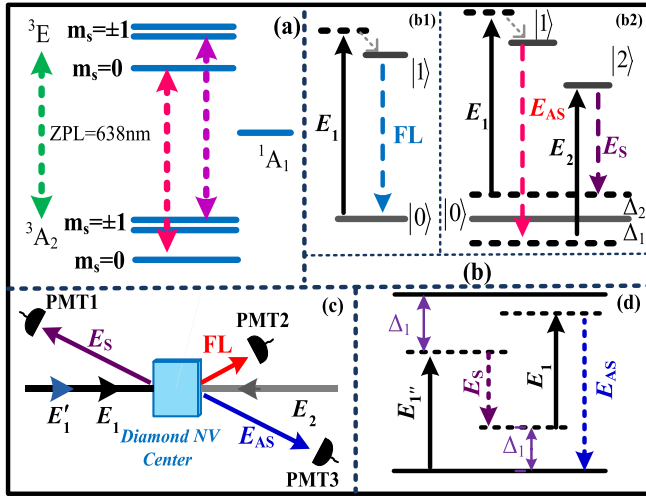 (a)
³E
mₛ=±1
mₛ=0
ZPL=638nm
¹A₁
³A₂
mₛ=±1
mₛ=0
(b1)
|1⟩
E₁
FL
|0⟩
(b2)
|1⟩
|2⟩
E₁
E_AS
E₂
E_S
|0⟩
Δ₂
Δ₁
(b)
(c)
PMT1
E_S
FL
PMT2
E′₁
E₁
E₂
Diamond NV
Center
E_AS
PMT3
(d)
Δ₁
E₁″
E_S
E₁
E_AS
Δ₁